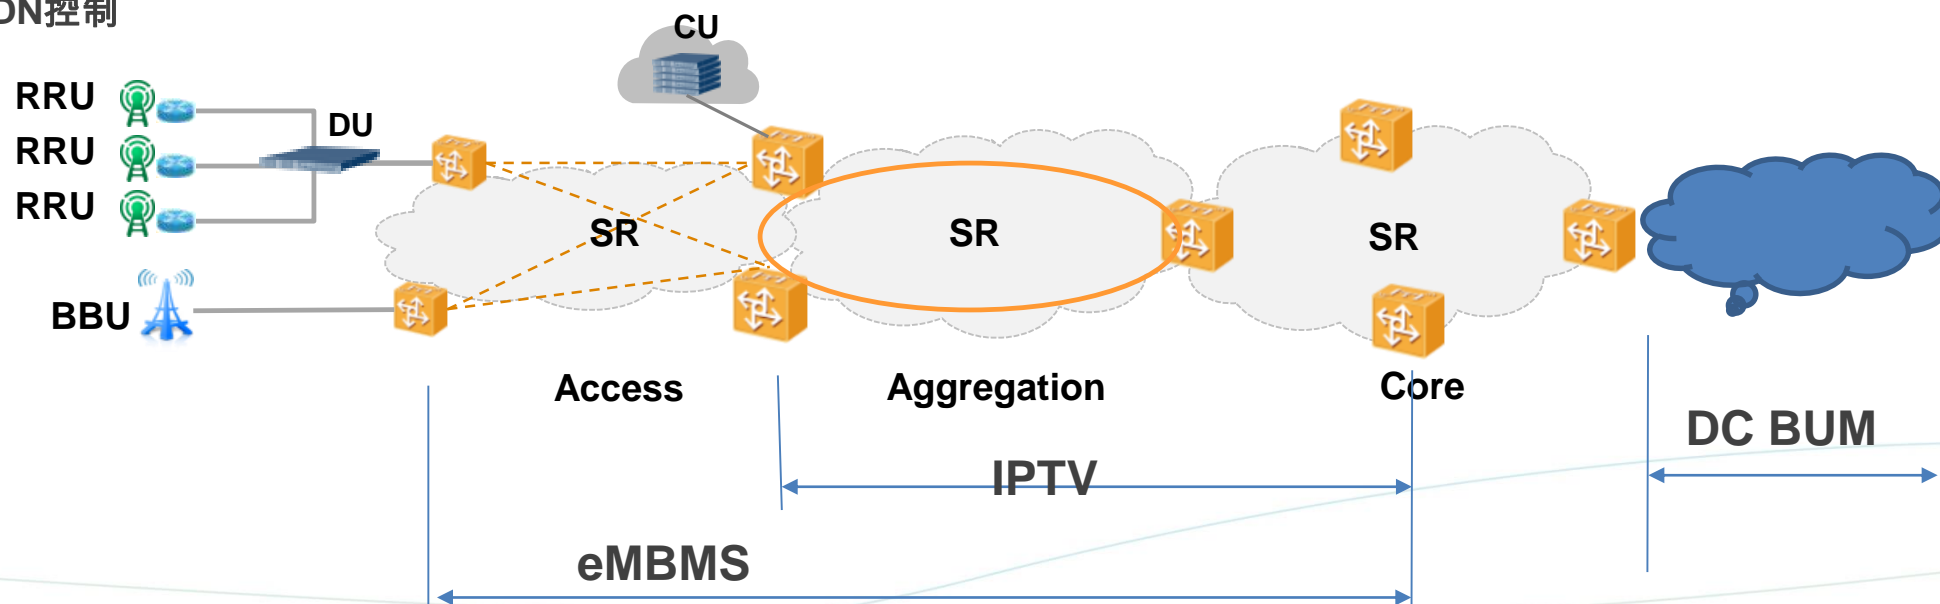 DN控制
CU
RRU
DU
RRU
RRU
SR
SR
SR
BBU
Access
Aggregation
Core
DC BUM
IPTV
eMBMS